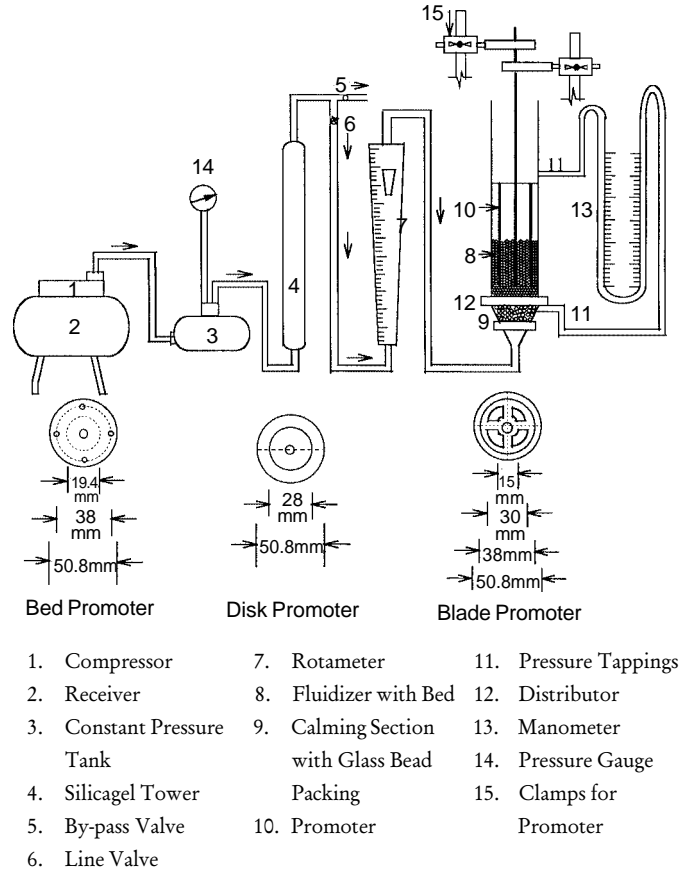 15
5
6
14
11
7
10
13
8
4
1
12
2
3
9
11
19.4
mm
38
mm
50.8mm
28
mm
50.8mm
15
mm
30
mm
38mm
50.8mm
Bed Promoter
Disk Promoter
Blade Promoter
1. Compressor
2. Receiver
3. Constant Pressure
Tank
4. Silicagel Tower
5. By-pass Valve
6. Line Valve
7. Rotameter
8. Fluidizer with Bed
9. Calming Section
with Glass Bead
Packing
10. Promoter
11. Pressure Tappings
12. Distributor
13. Manometer
14. Pressure Gauge
15. Clamps for
Promoter